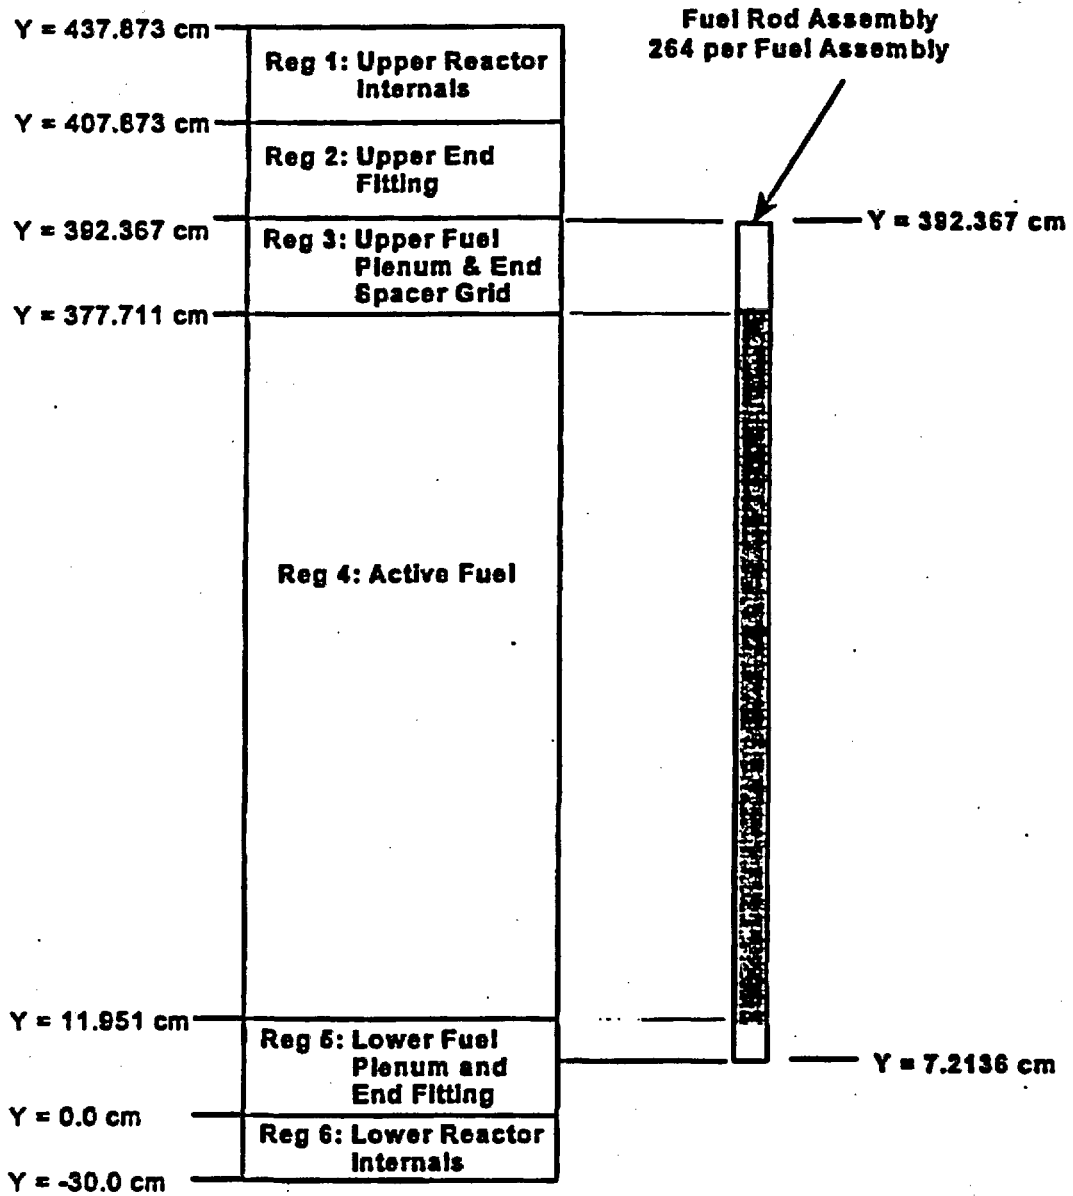 Y = 437.873 cm
Reg 1: Upper Reactor
Internals
Y = 407.873 cm
Reg 2: Upper End
Fitting
Y = 392.367 cm
Reg 3: Upper Fuel
Plenum & End
Spacer Grid
Y = 377.711 cm
Reg 4: Active Fuel
Y = 11.951 cm
Reg 5: Lower Fuel
Plenum and
End Fitting
Y = 0.0 cm
Reg 6: Lower Reactor
Internals
Y = -30.0 cm
Fuel Rod Assembly
264 per Fuel Assembly
Y = 392.367 cm
Y = 7.2136 cm